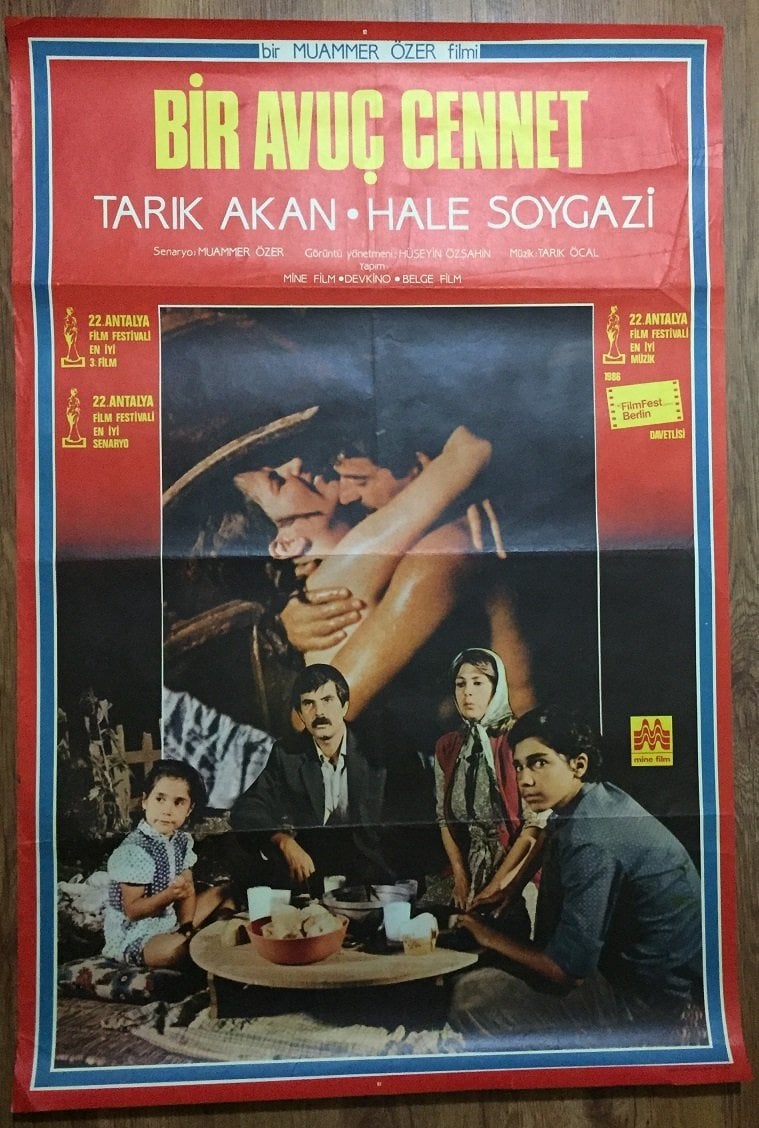 bir MUAMMER ÖZER filmi
BİR AVUÇ CENNET
TARIK AKAN • HALE SOYGAZİ
Senaryo: MUAMMER ÖZER Görüntü yönetmeni: HÜSEYİN ÖZŞAHİN Müzik: TARIK ÖCAL
Yapım:
MİNE FİLM • DEVKİNO • BELGE FİLM
22. ANTALYA
FİLM FESTİVALİ
EN İYİ
3. FİLM
22. ANTALYA
FİLM FESTİVALİ
EN İYİ
SENARYO
22. ANTALYA
FİLM FESTİVALİ
EN İYİ
MÜZİK
1986
FilmFest
Berlin
DAVETLİSİ
mine film